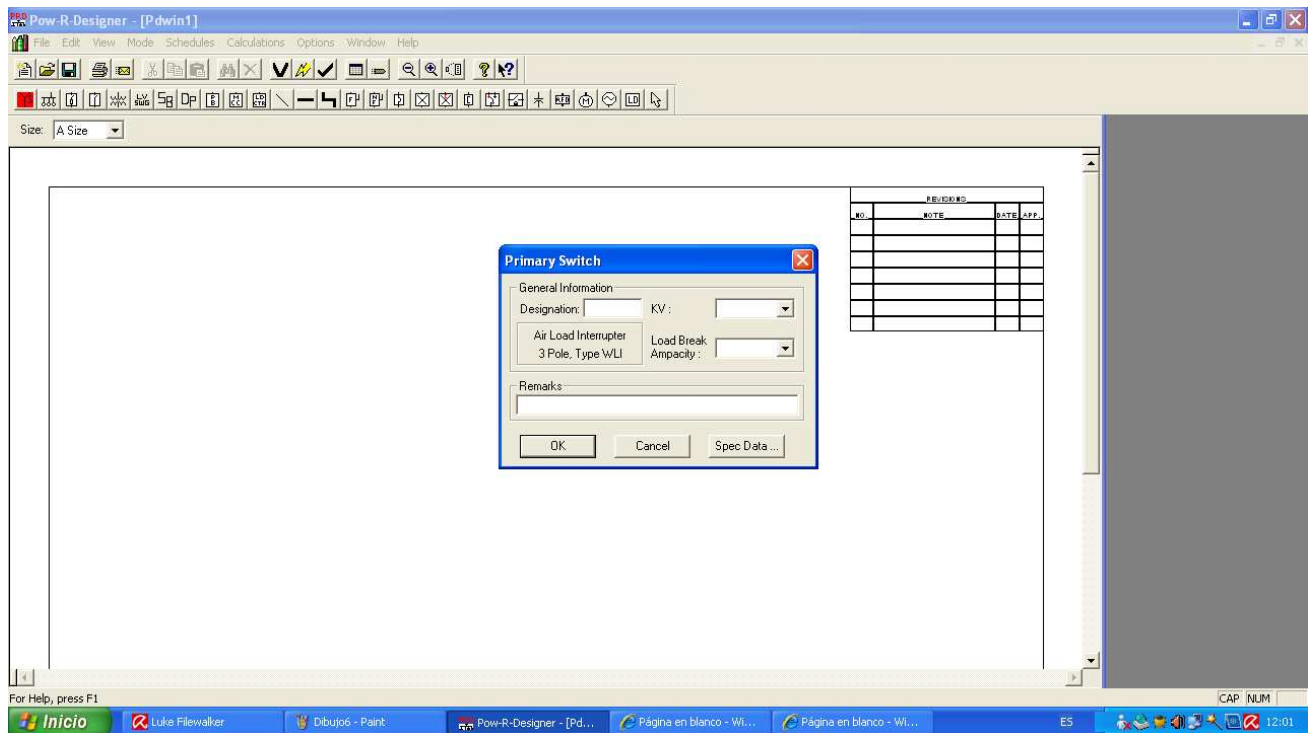 Pow-R-Designer - [Pdwin1]
File Edit View Mode Schedules Calculations Options Window Help
Size: A Size
REVISIONS
NO. NOTE DATE APP.
Primary Switch
General Information
Designation: KV :
Air Load Interrupter
3 Pole, Type WLI
Load Break
Ampacity :
Remarks
OK Cancel Spec Data ...
For Help, press F1
CAP NUM
Inicio Luke Filewalker Dibujo6 - Paint Pow-R-Designer - [Pd... Página en blanco - Wi... Página en blanco - Wi... ES 12:01